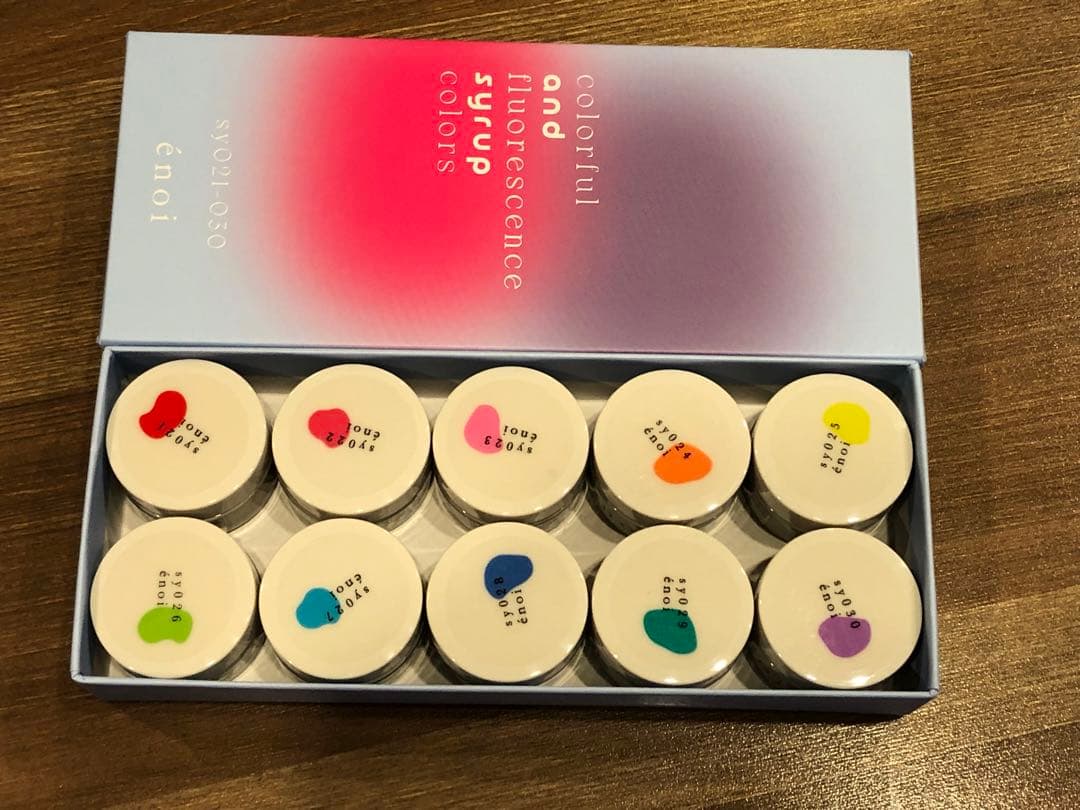 colorful
and
fluorescence
syrup
colors
sy021-030
énoi
sy021
énoi
sy022
énoi
sy023
énoi
sy024
énoi
sy025
énoi
sy026
énoi
sy027
énoi
sy028
énoi
sy029
énoi
sy030
énoi